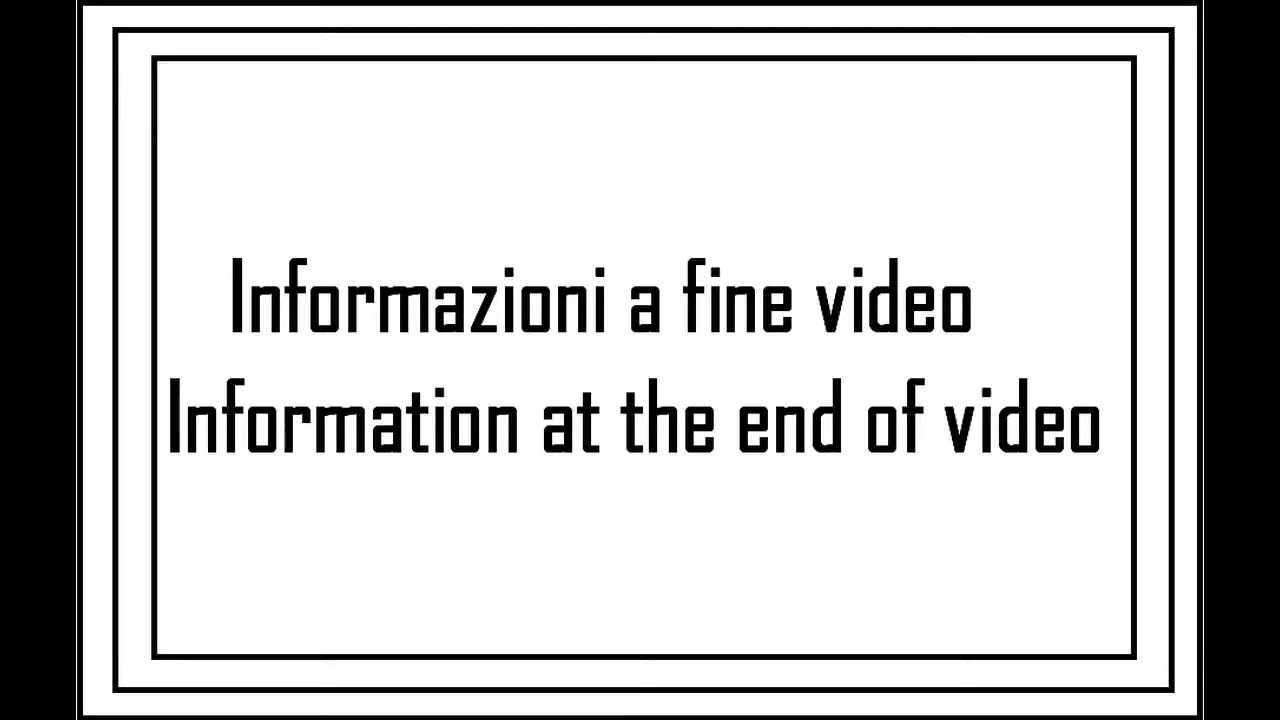 Informazioni a fine video
Information at the end of video